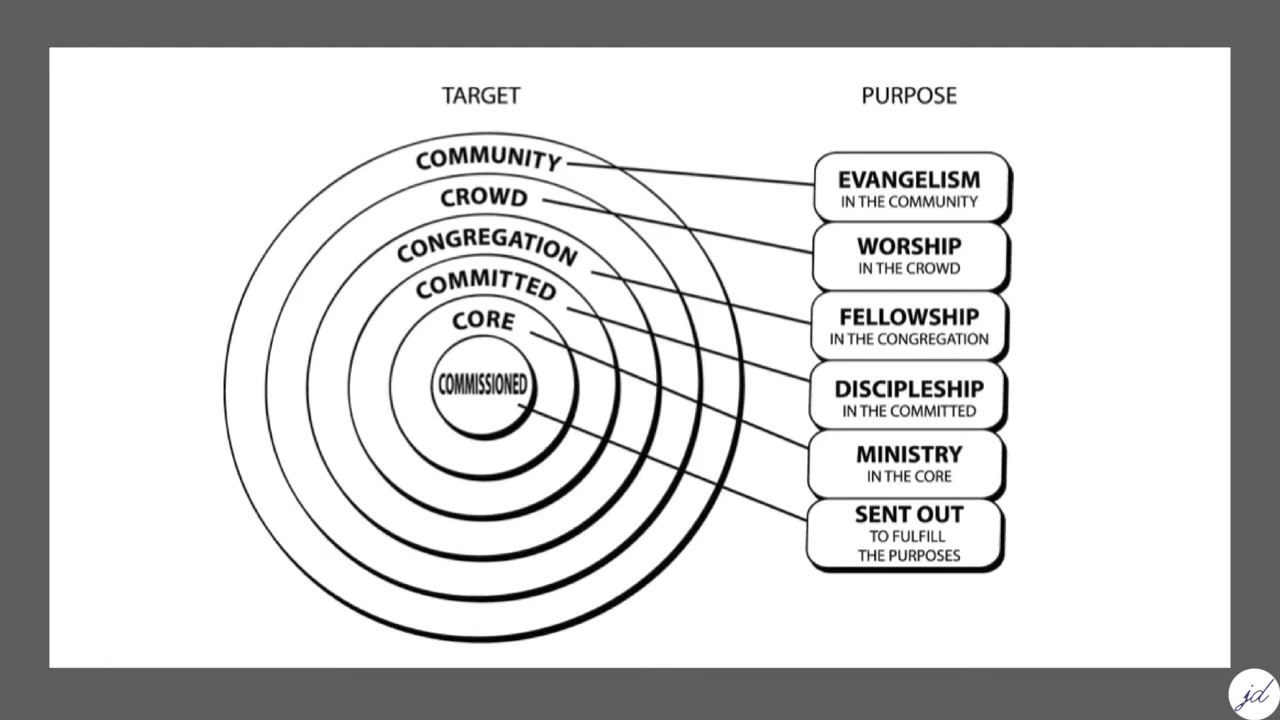 TARGET
PURPOSE
COMMUNITY
CROWD
CONGREGATION
COMMITTED
CORE
COMMISSIONED
EVANGELISM
IN THE COMMUNITY
WORSHIP
IN THE CROWD
FELLOWSHIP
IN THE CONGREGATION
DISCIPLESHIP
IN THE COMMITTED
MINISTRY
IN THE CORE
SENT OUT
TO FULFILL
THE PURPOSES
jd